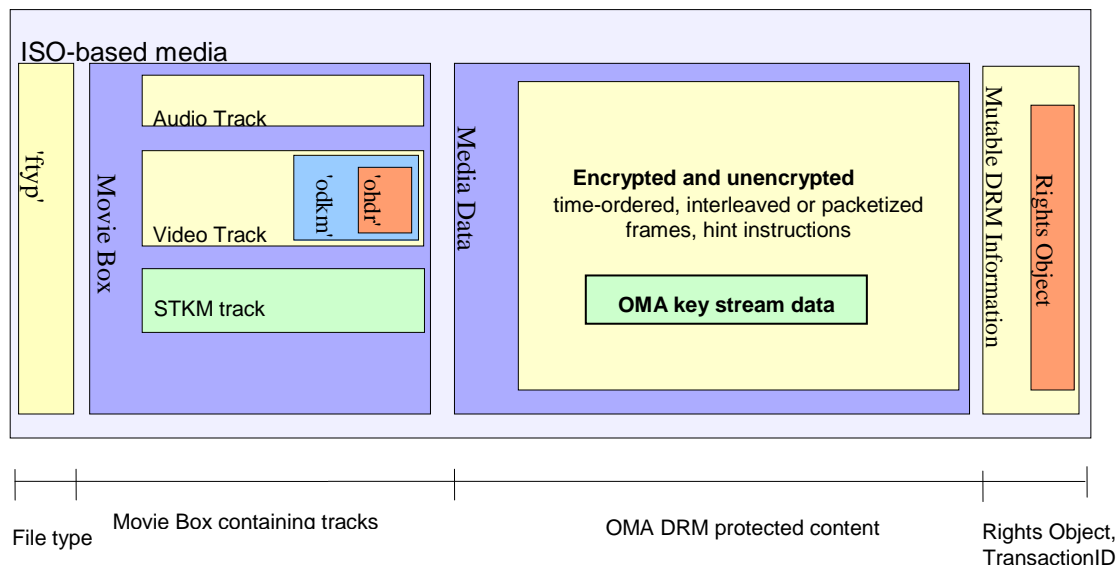 ISO-based media
'ftyp'
Movie Box
Audio Track
Video Track
'odkm'
'ohdr'
STKM track
Media Data
Encrypted and unencrypted
time-ordered, interleaved or packetized
frames, hint instructions
OMA key stream data
Mutable DRM Information
Rights Object
File type
Movie Box containing tracks
OMA DRM protected content
Rights Object,
TransactionID